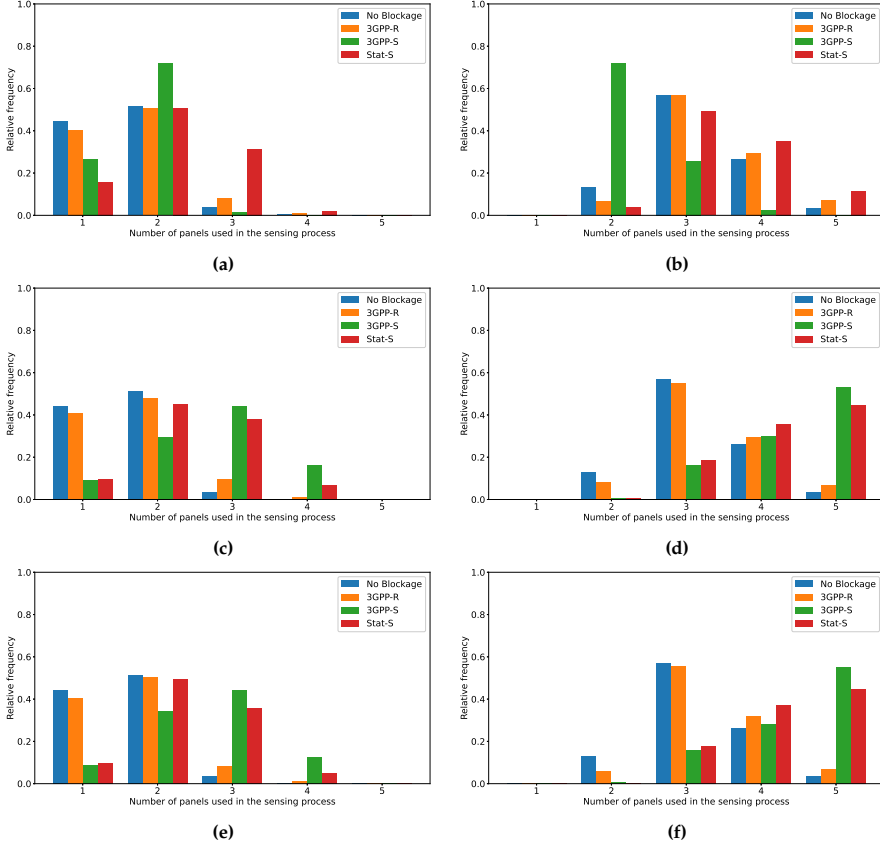 1.0
0.8
0.6
0.4
0.2
0.0
Relative frequency
No Blockage
3GPP-R
3GPP-S
Stat-S
1 2 3 4 5
Number of panels used in the sensing process
(a)
1.0
0.8
0.6
0.4
0.2
0.0
Relative frequency
No Blockage
3GPP-R
3GPP-S
Stat-S
1 2 3 4 5
Number of panels used in the sensing process
(b)
1.0
0.8
0.6
0.4
0.2
0.0
Relative frequency
No Blockage
3GPP-R
3GPP-S
Stat-S
1 2 3 4 5
Number of panels used in the sensing process
(c)
1.0
0.8
0.6
0.4
0.2
0.0
Relative frequency
No Blockage
3GPP-R
3GPP-S
Stat-S
1 2 3 4 5
Number of panels used in the sensing process
(d)
1.0
0.8
0.6
0.4
0.2
0.0
Relative frequency
No Blockage
3GPP-R
3GPP-S
Stat-S
1 2 3 4 5
Number of panels used in the sensing process
(e)
1.0
0.8
0.6
0.4
0.2
0.0
Relative frequency
No Blockage
3GPP-R
3GPP-S
Stat-S
1 2 3 4 5
Number of panels used in the sensing process
(f)